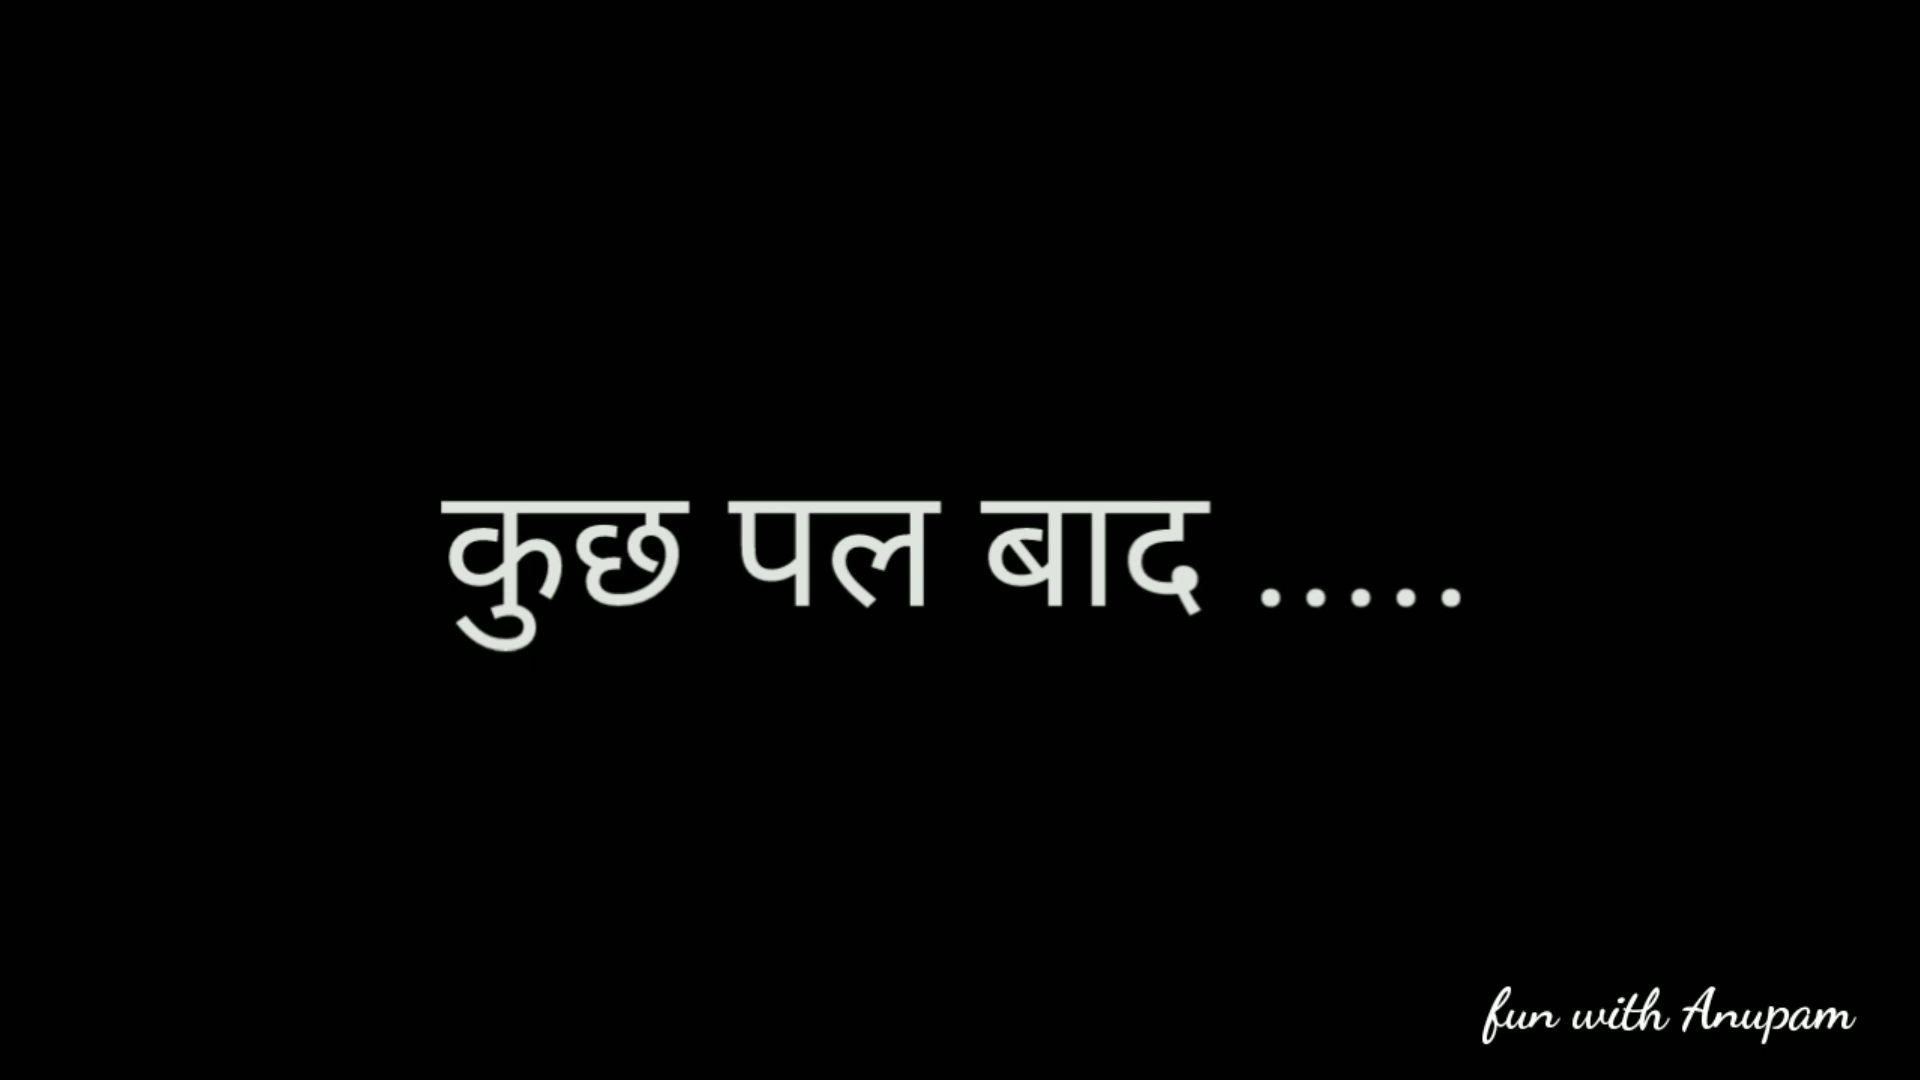 कुछ पल बाद .....
fun with Anupam